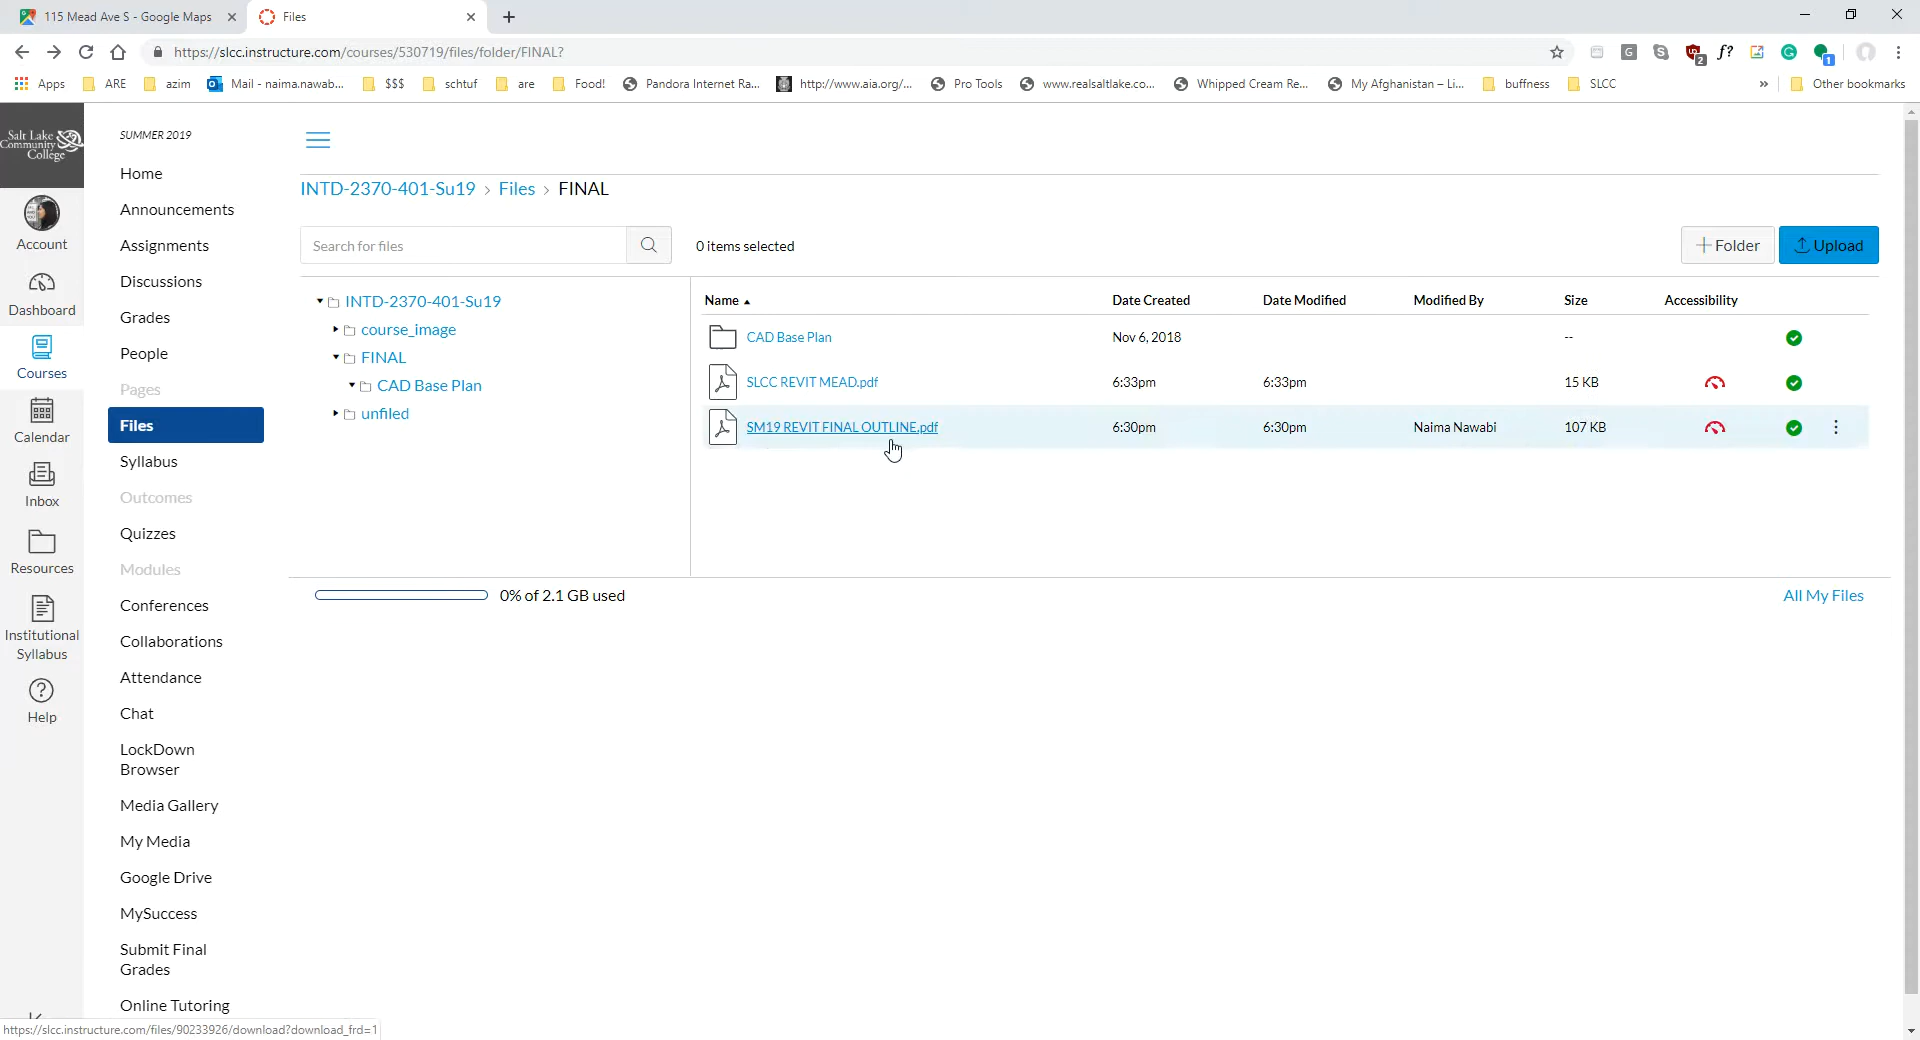 115 Mead Ave S - Google Maps
Files
https://slcc.instructure.com/courses/530719/files/folder/FINAL?
2
f?
1
Apps
ARE
azim
Mail - naima.nawab...
$$$
schtuf
are
Food!
Pandora Internet Ra...
http://www.aia.org/...
Pro Tools
www.realsaltlake.co...
Whipped Cream Re...
My Afghanistan – Li...
buffness
SLCC
»
Other bookmarks
Salt Lake
Community
College
Account
Dashboard
Courses
Calendar
Inbox
Resources
Institutional
Syllabus
Help
SUMMER 2019
Home
Announcements
Assignments
Discussions
Grades
People
Pages
Files
Syllabus
Outcomes
Quizzes
Modules
Conferences
Collaborations
Attendance
Chat
LockDown
Browser
Media Gallery
My Media
Google Drive
MySuccess
Submit Final
Grades
Online Tutoring
INTD-2370-401-Su19 › Files › FINAL
Search for files
0 items selected
+ Folder
Upload
INTD-2370-401-Su19
course_image
FINAL
CAD Base Plan
unfiled
Name Date Created Date Modified Modified By Size Accessibility
CAD Base Plan Nov 6, 2018 --
SLCC REVIT MEAD.pdf 6:33pm 6:33pm 15 KB
SM19 REVIT FINAL OUTLINE.pdf 6:30pm 6:30pm Naima Nawabi 107 KB
0% of 2.1 GB used
All My Files
https://slcc.instructure.com/files/90233926/download?download_frd=1